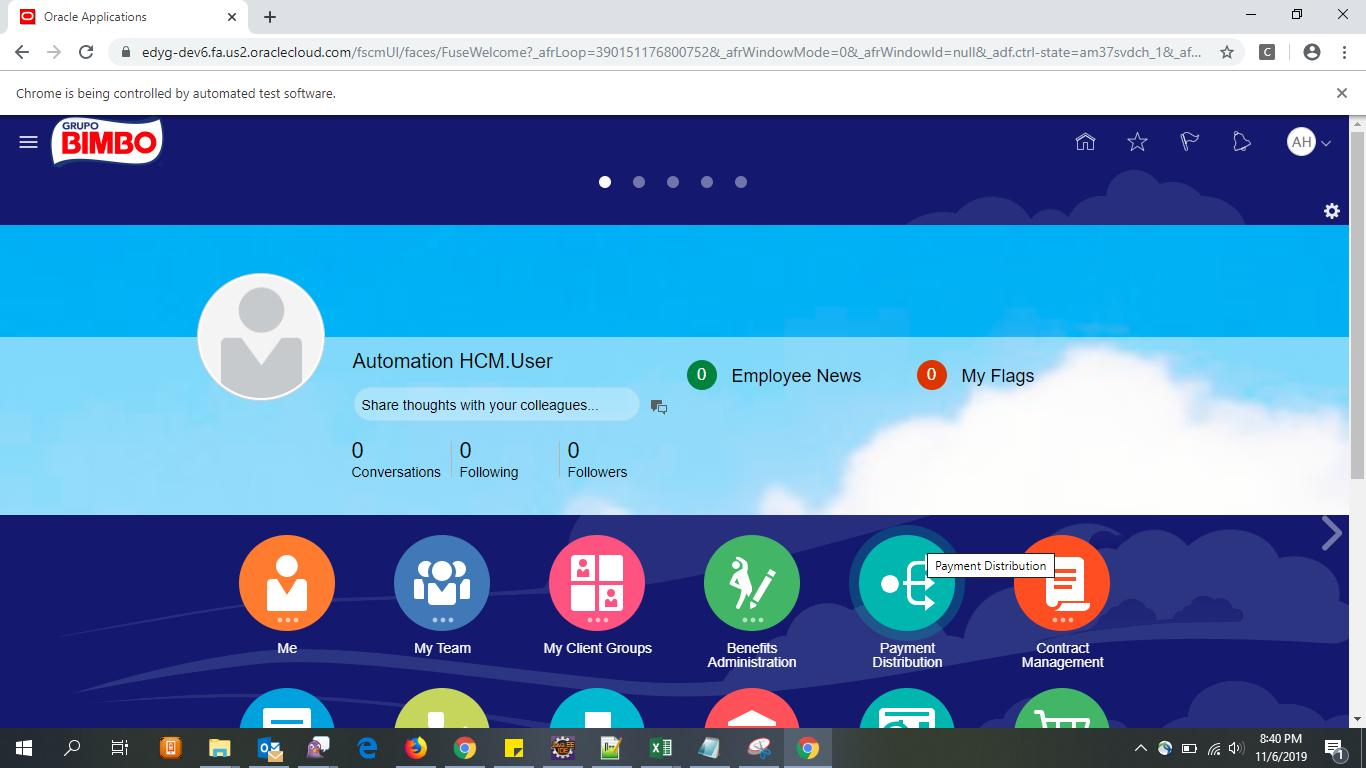 Oracle Applications
edyg-dev6.fa.us2.oraclecloud.com/fscmUI/faces/FuseWelcome?_afrLoop=3901511768007752&_afrWindowMode=0&_afrWindowId=null&_adf.ctrl-state=am37svdch_1&_af...
C
Chrome is being controlled by automated test software.
GRUPO
BIMBO
AH
Automation HCM.User
0 Employee News
0 My Flags
Share thoughts with your colleagues...
0 0 0
Conversations Following Followers
Payment Distribution
Me
My Team
My Client Groups
Benefits
Administration
Payment
Distribution
Contract
Management
8:40 PM
11/6/2019
1